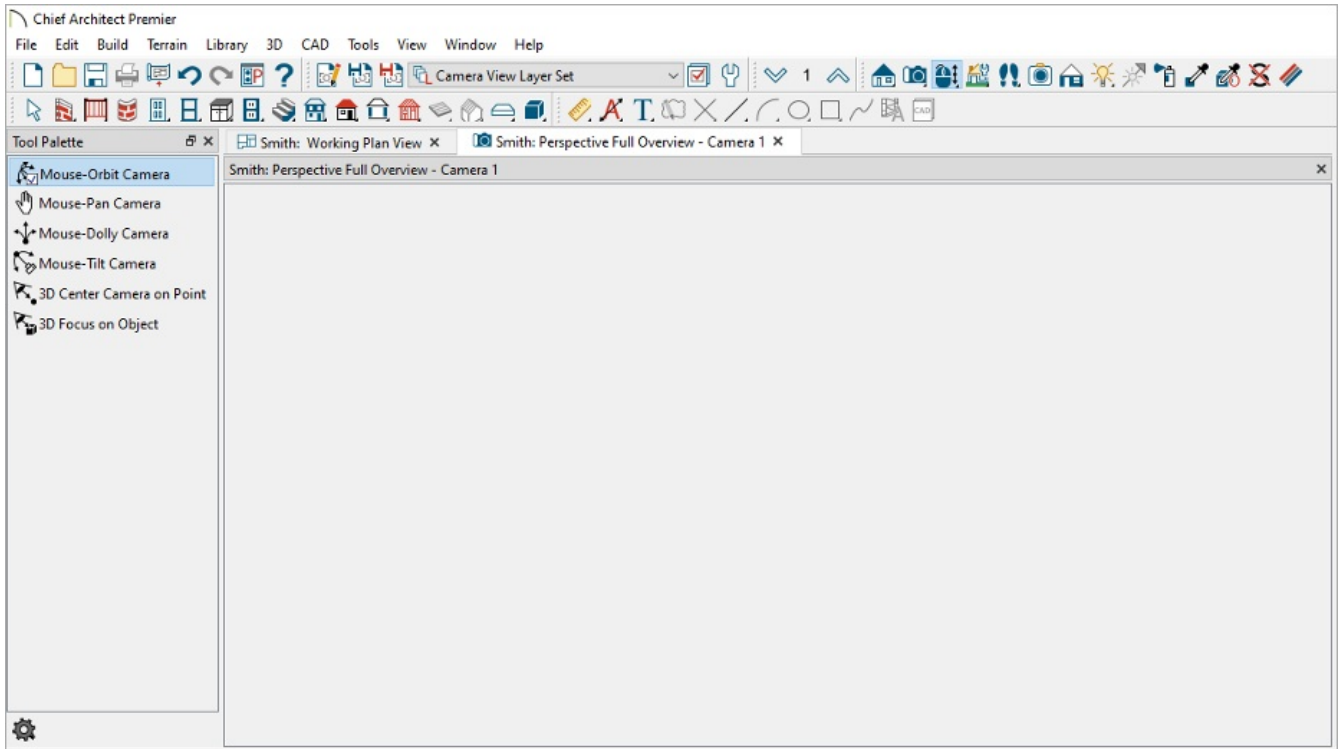 Chief Architect Premier
File Edit Build Terrain Library 3D CAD Tools View Window Help
Camera View Layer Set 1
T CAD
Tool Palette
Smith: Working Plan View
Smith: Perspective Full Overview - Camera 1
Smith: Perspective Full Overview - Camera 1
Mouse-Orbit Camera
Mouse-Pan Camera
Mouse-Dolly Camera
Mouse-Tilt Camera
3D Center Camera on Point
3D Focus on Object